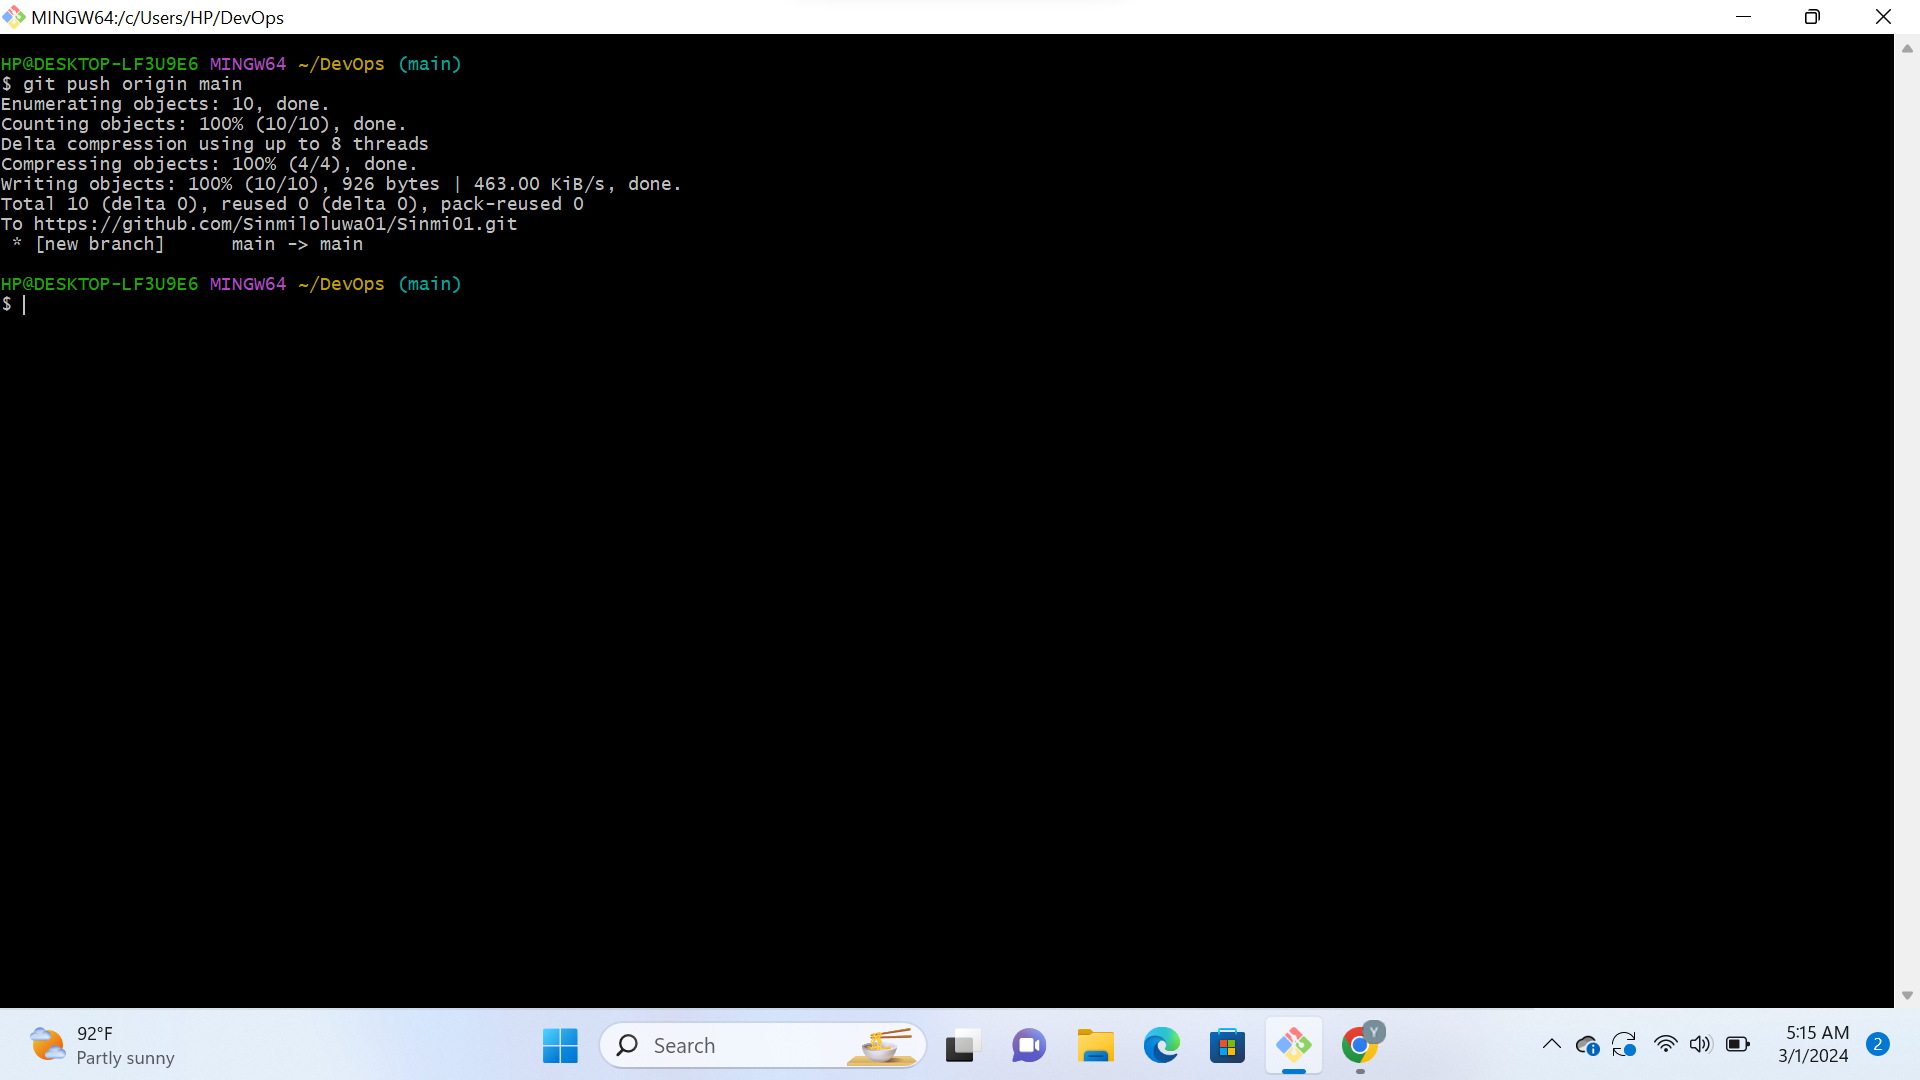 MINGW64:/c/Users/HP/DevOps
HP@DESKTOP-LF3U9E6 MINGW64 ~/DevOps (main)
$ git push origin main
Enumerating objects: 10, done.
Counting objects: 100% (10/10), done.
Delta compression using up to 8 threads
Compressing objects: 100% (4/4), done.
Writing objects: 100% (10/10), 926 bytes | 463.00 KiB/s, done.
Total 10 (delta 0), reused 0 (delta 0), pack-reused 0
To https://github.com/Sinmiloluwa01/Sinmi01.git
* [new branch]      main -> main
HP@DESKTOP-LF3U9E6 MINGW64 ~/DevOps (main)
$
92°F
Partly sunny
Search
Y
5:15 AM
3/1/2024
2